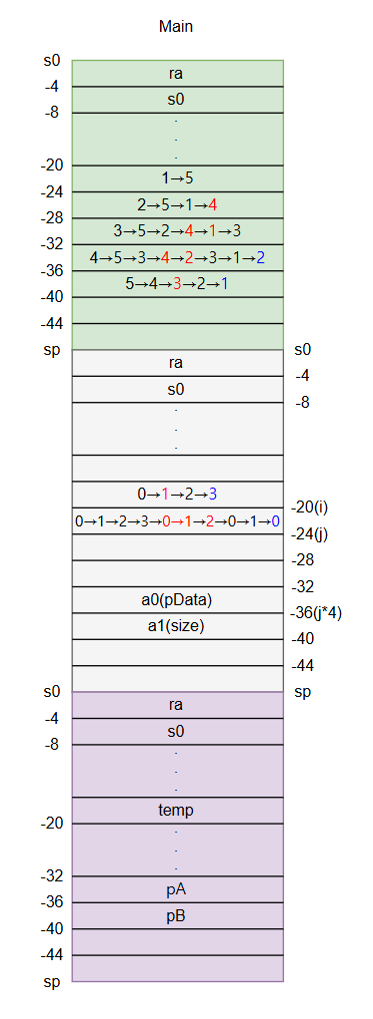 Main
s0
ra
-4
s0
-8
-20
1→5
-24
2→5→1→4
-28
3→5→2→4→1→3
-32
4→5→3→4→2→3→1→2
-36
5→4→3→2→1
-40
-44
sp s0
ra
-4
s0
-8
0→1→2→3
-20(i)
0→1→2→3→0→1→2→0→1→0
-24(j)
-28
-32
a0(pData)
-36(j*4)
a1(size)
-40
-44
s0 sp
ra
-4
s0
-8
temp
-20
-32
pA
-36
pB
-40
-44
sp